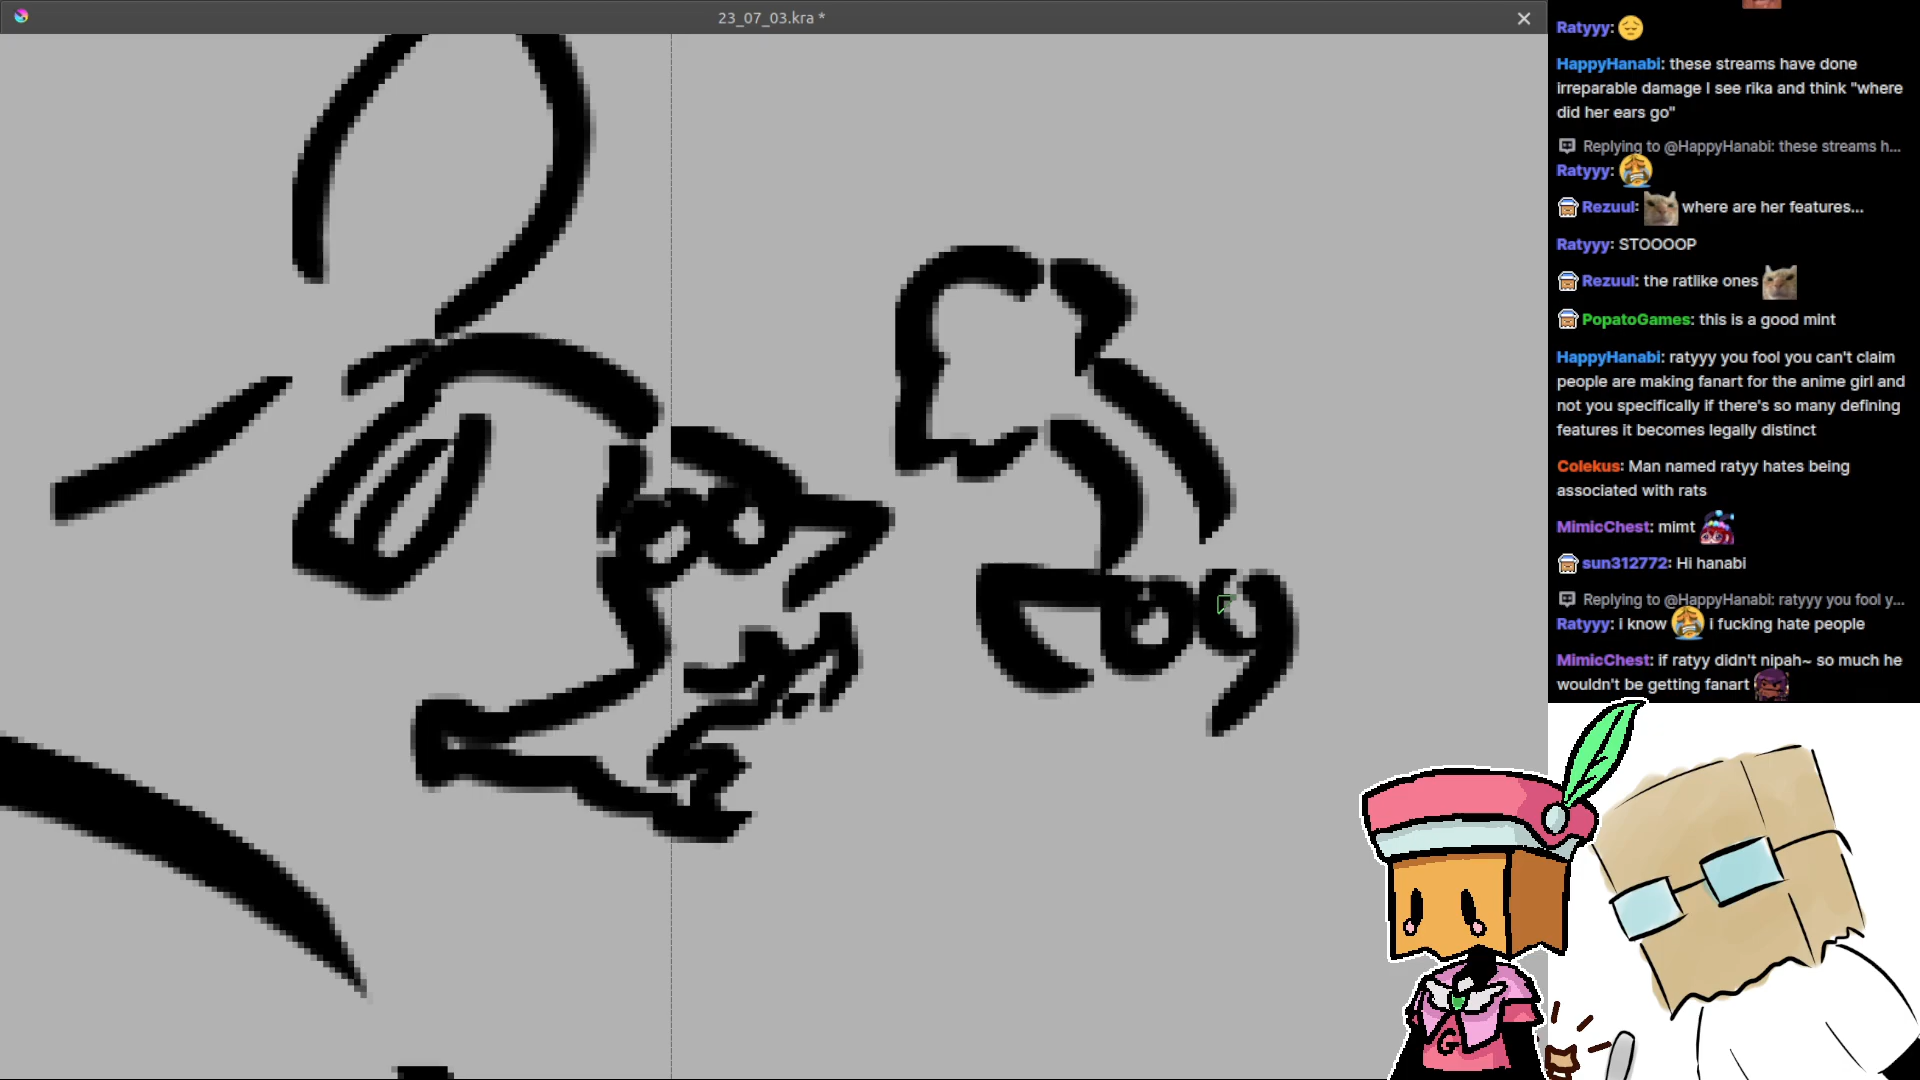 23_07_03.kra *
Ratyyy:
HappyHanabi: these streams have done
irreparable damage I see rika and think "where
did her ears go"
Replying to @HappyHanabi: these streams h...
Ratyyy:
Rezuul: where are her features...
Ratyyy: STOOOOP
Rezuul: the ratlike ones
PopatoGames: this is a good mint
HappyHanabi: ratyyy you fool you can't claim
people are making fanart for the anime girl and
not you specifically if there's so many defining
features it becomes legally distinct
Colekus: Man named ratyy hates being
associated with rats
MimicChest: mimt
sun312772: Hi hanabi
Replying to @HappyHanabi: ratyyy you fool y...
Ratyyy: i know i fucking hate people
MimicChest: if ratyy didn't nipah~ so much he
wouldn't be getting fanart
G